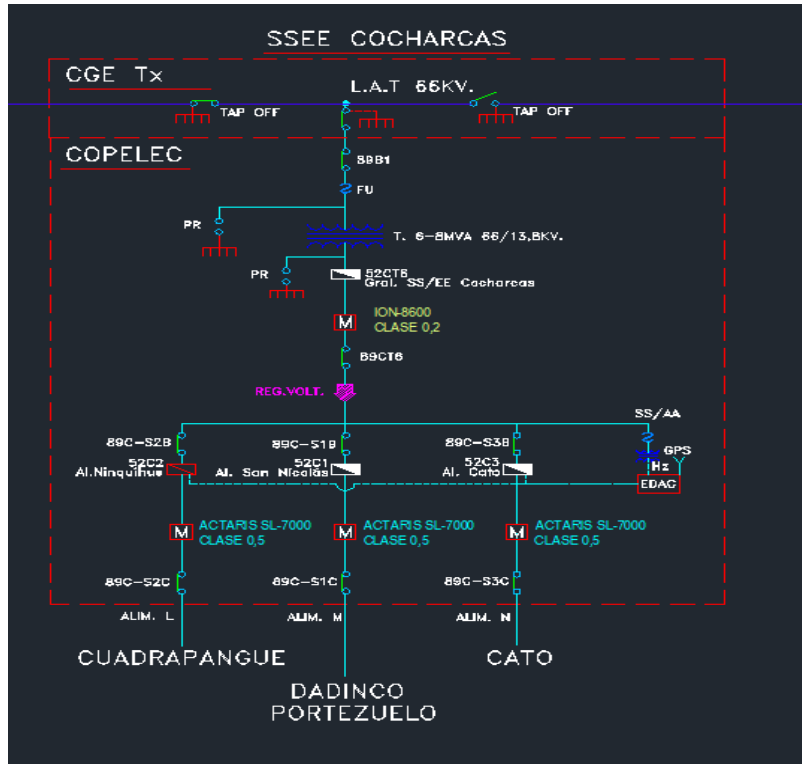 SSEE COCHARCAS
CGE Tx
L.A.T 66KV.
TAP OFF
TAP OFF
COPELEC
89B1
FU
PR
T. 6-8MVA 66/13,8KV.
PR
52CT6
Gral. SS/EE Cocharcas
M
ION-8600
CLASE 0,2
89CT6
REG.VOLT.
SS/AA
89C-S2B
89C-S1B
89C-S3B
GPS
52C2
Al.Ninquihue
52C1
Al. San Nicolás
52C3
Al. Cato
Hz
EDAC
M
ACTARIS SL-7000
CLASE 0,5
M
ACTARIS SL-7000
CLASE 0,5
M
ACTARIS SL-7000
CLASE 0,5
89C-S2C
89C-S1C
89C-S3C
ALIM. L
ALIM. M
ALIM. N
CUADRAPANGUE
CATO
DADINCO
PORTEZUELO